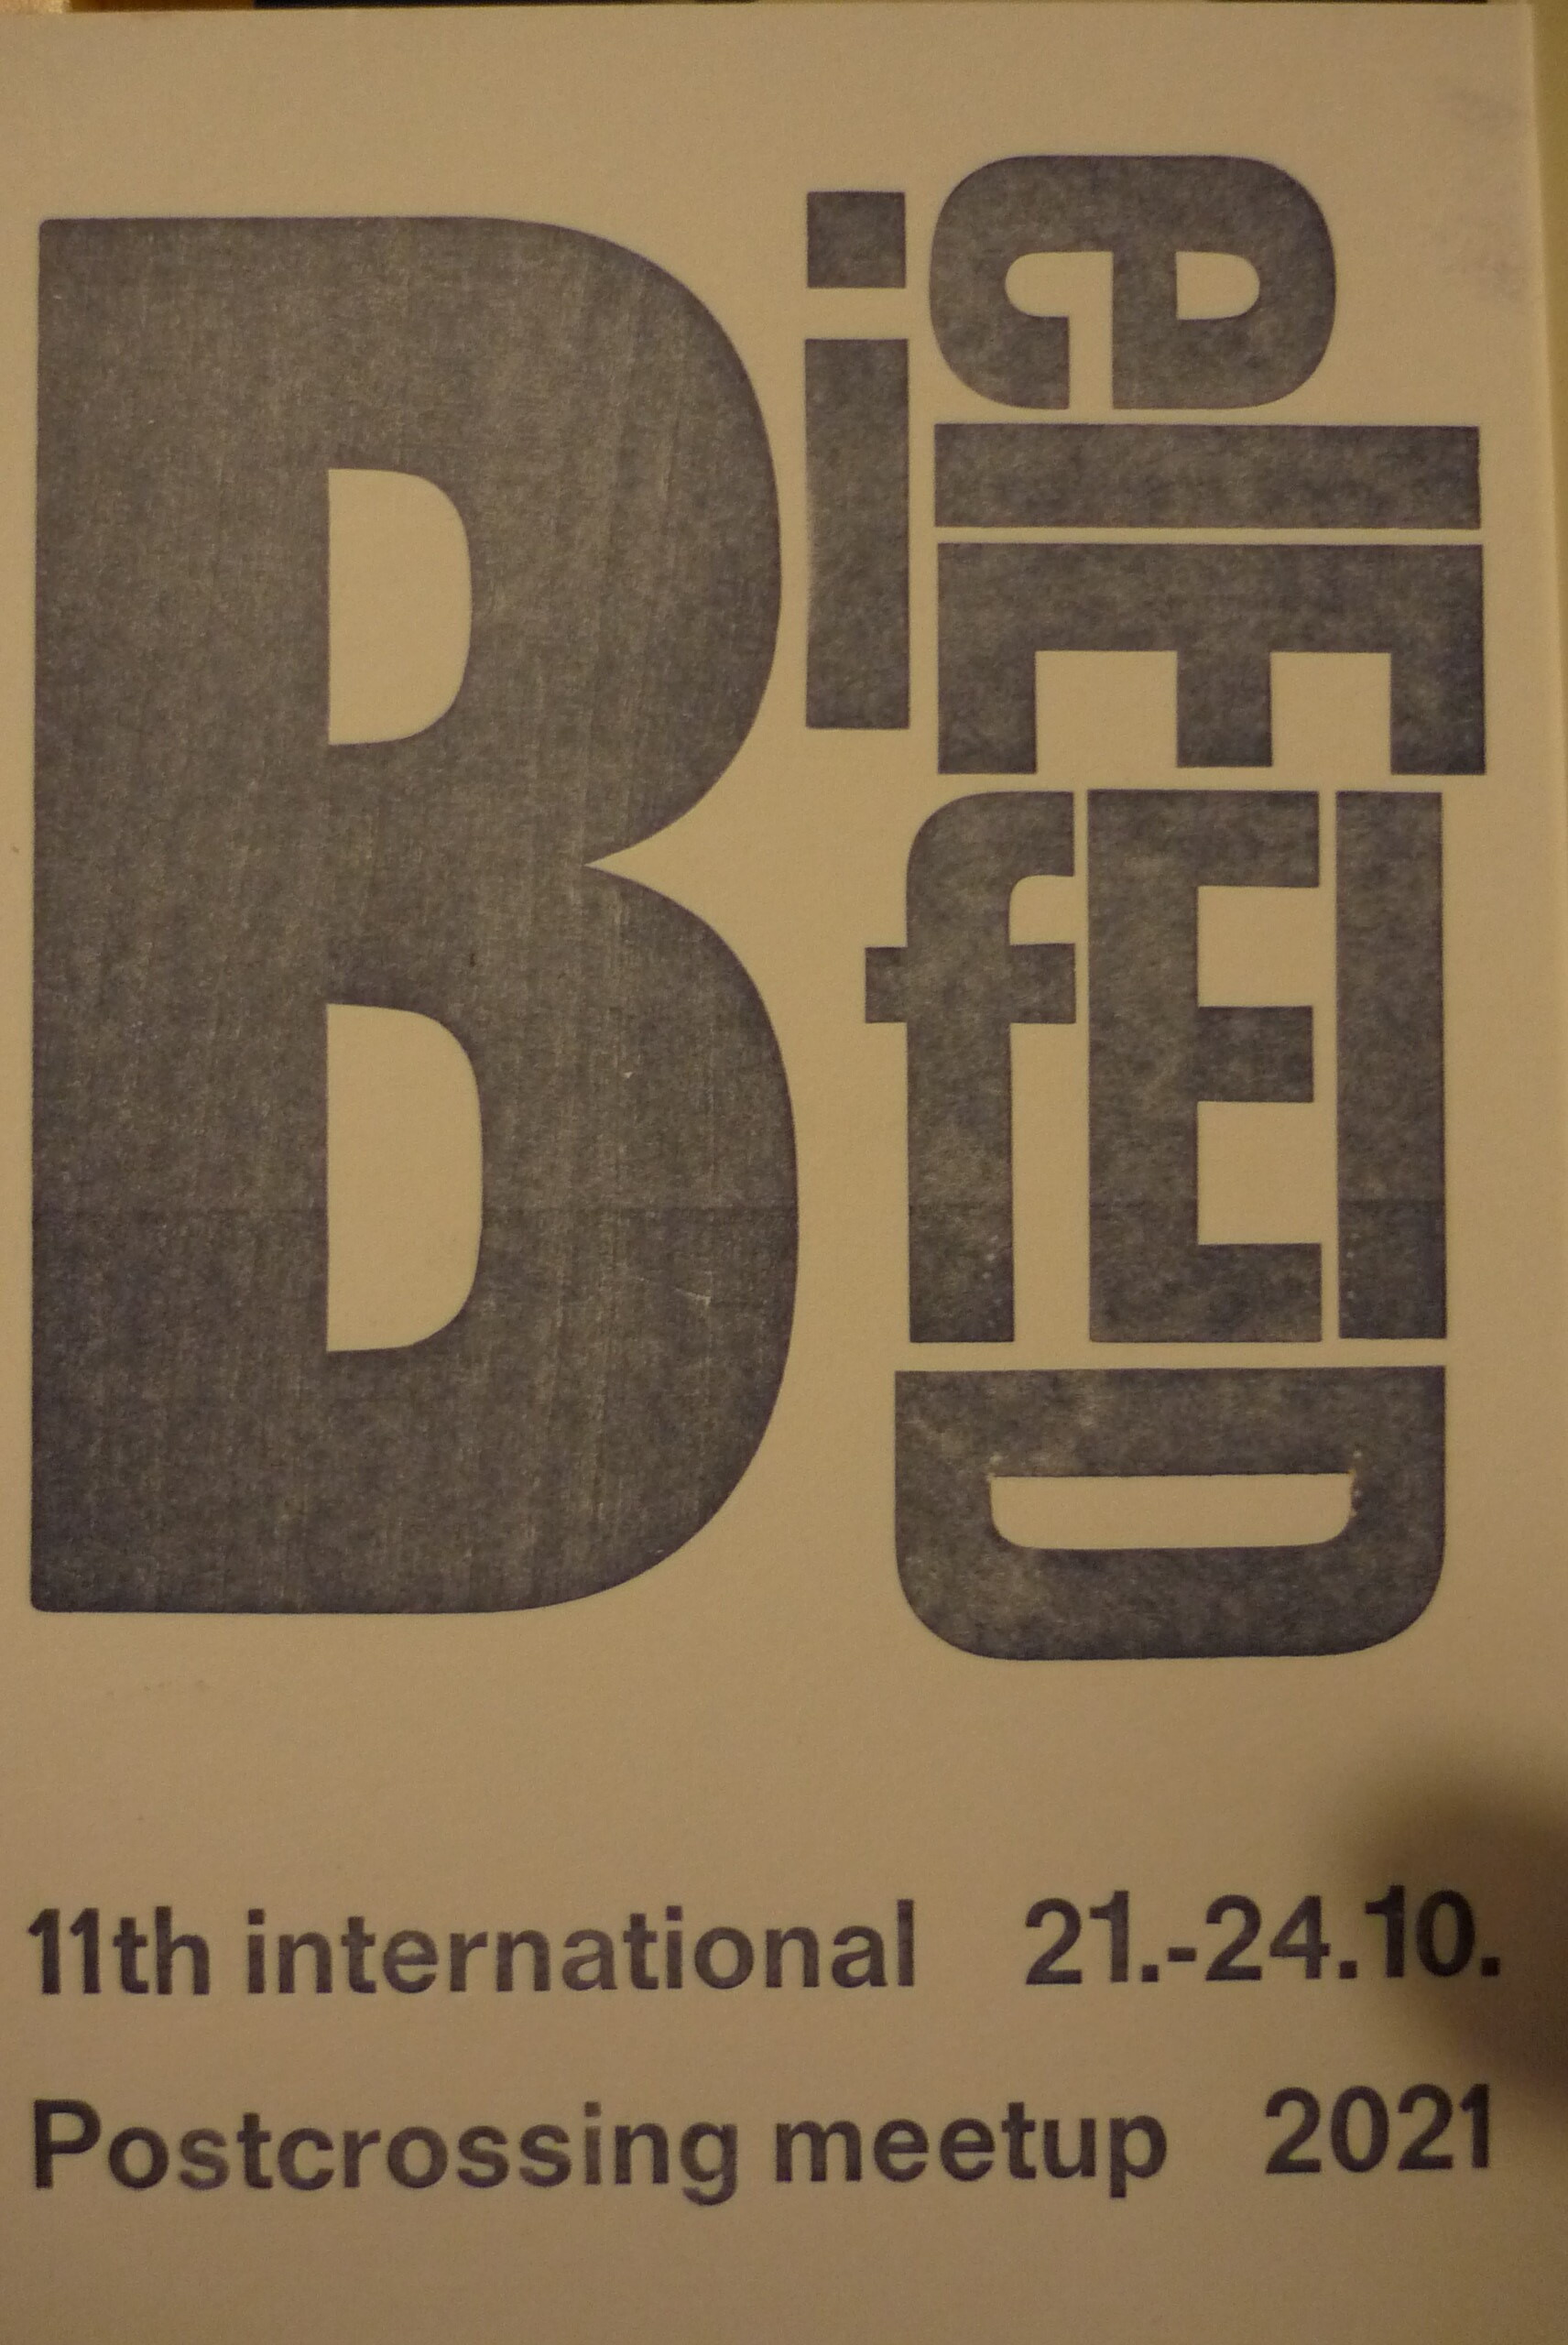 BielEfElD
11th international 21.-24.10.
Postcrossing meetup 2021